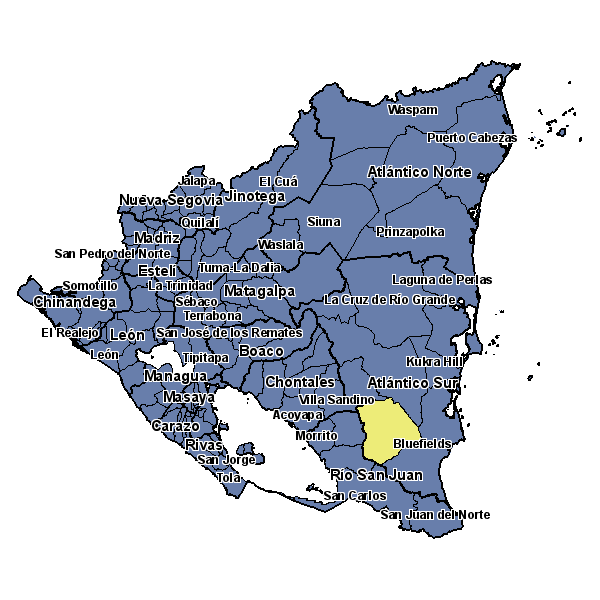 Waspam
Puerto Cabezas
Atlántico Norte
Jalapa
El Cuá
Nueva Segovia
Jinotega
Quilalí
Siuna
Prinzapolka
Madriz
Waslala
San Pedro del Norte
Estelí
Tuma-La Dalia
Laguna de Perlas
Somotillo
La Trinidad
Matagalpa
Chinandega
Sébaco
La Cruz de Río Grande
Terrabona
El Realejo
León
San José de los Remates
León
Tipitapa
Boaco
Kukra Hill
Managua
Chontales
Atlántico Sur
Masaya
Villa Sandino
Acoyapa
Carazo
Morrito
Bluefields
Rivas
San Jorge
Tola
Río San Juan
San Carlos
San Juan del Norte